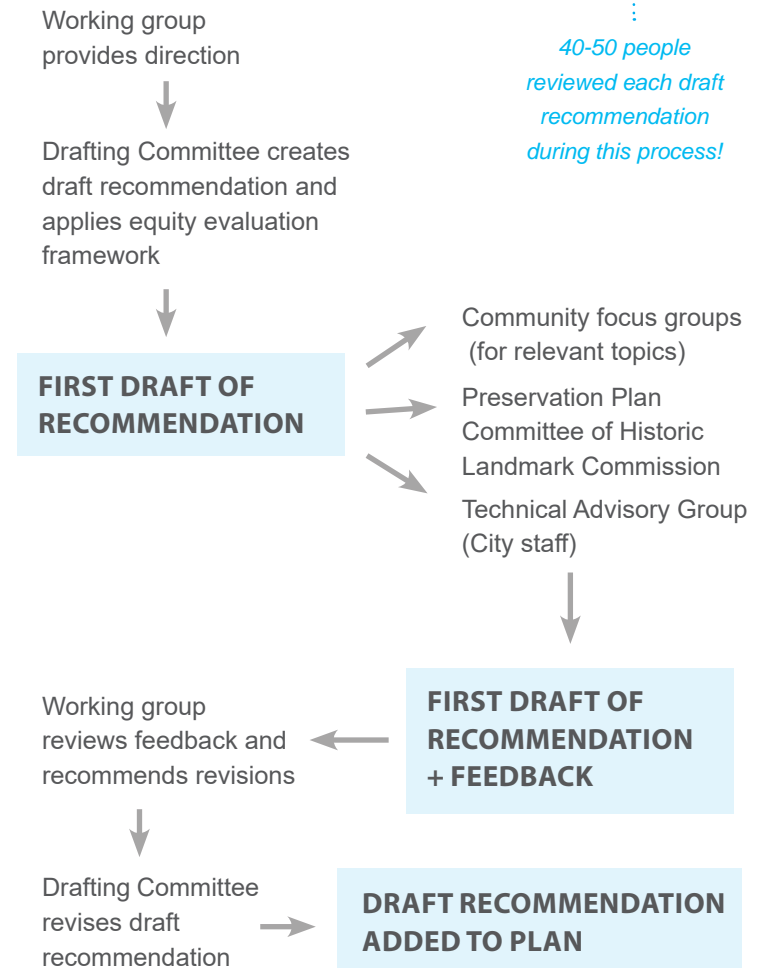 Working group
provides direction
40-50 people
reviewed each draft
recommendation
during this process!
Drafting Committee creates
draft recommendation and
applies equity evaluation
framework
FIRST DRAFT OF
RECOMMENDATION
Community focus groups
(for relevant topics)
Preservation Plan
Committee of Historic
Landmark Commission
Technical Advisory Group
(City staff)
FIRST DRAFT OF
RECOMMENDATION
+ FEEDBACK
Working group
reviews feedback and
recommends revisions
Drafting Committee
revises draft
recommendation
DRAFT RECOMMENDATION
ADDED TO PLAN